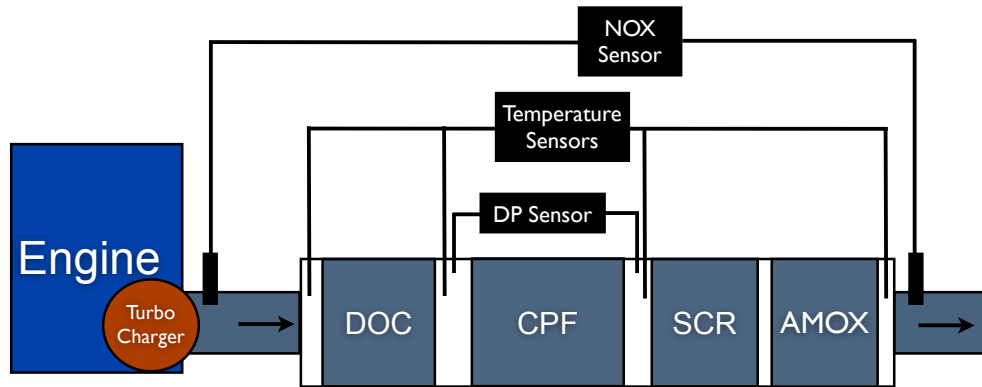 NOX
Sensor
Temperature
Sensors
DP Sensor
Engine
Turbo
Charger
DOC
CPF
SCR
AMOX